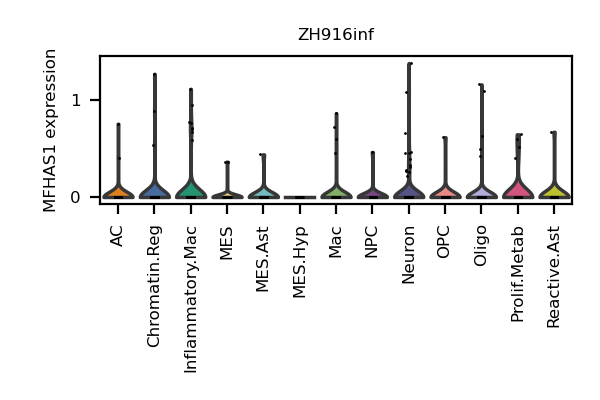 ZH916inf
MFHAS1 expression
1
0
AC
Chromatin.Reg
Inflammatory.Mac
MES
MES.Ast
MES.Hyp
Mac
NPC
Neuron
OPC
Oligo
Prolif.Metab
Reactive.Ast